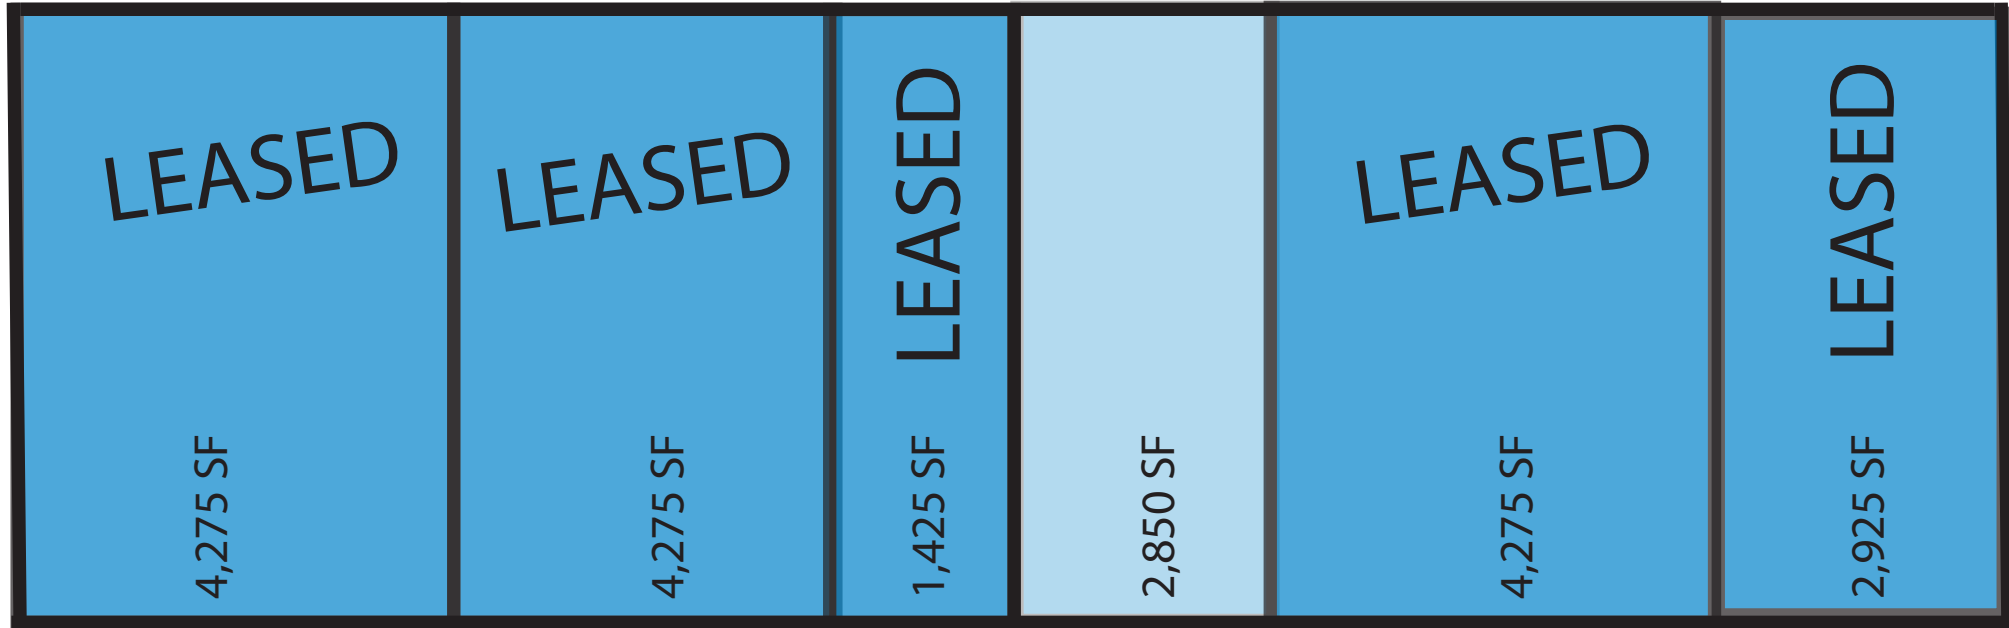 LEASED
4,275 SF
LEASED
4,275 SF
LEASED
1,425 SF
2,850 SF
LEASED
4,275 SF
LEASED
2,925 SF